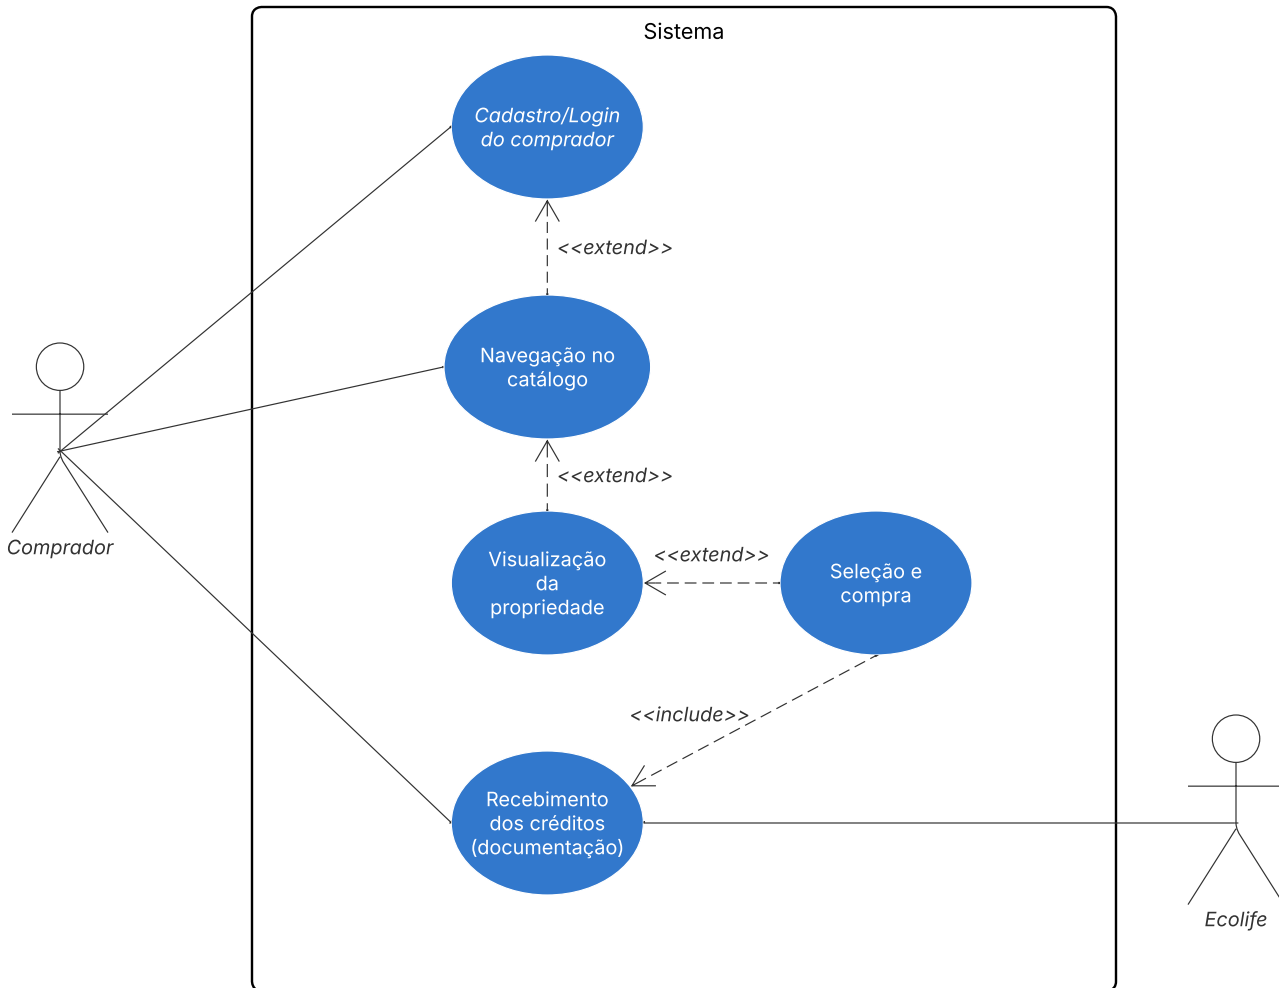 Sistema
Cadastro/Login
do comprador
<<extend>>
Navegação no
catálogo
<<extend>>
Comprador
Visualização
da
propriedade
<<extend>>
Seleção e
compra
<<include>>
Recebimento
dos créditos
(documentação)
Ecolife